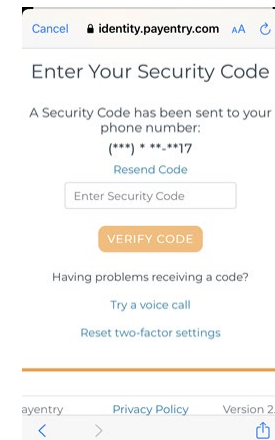 Cancel identity.payentry.com AA
Enter Your Security Code
A Security Code has been sent to your
phone number:
(***) * **-**17
Resend Code
Enter Security Code
VERIFY CODE
Having problems receiving a code?
Try a voice call
Reset two-factor settings
ayentry Privacy Policy Version 2.